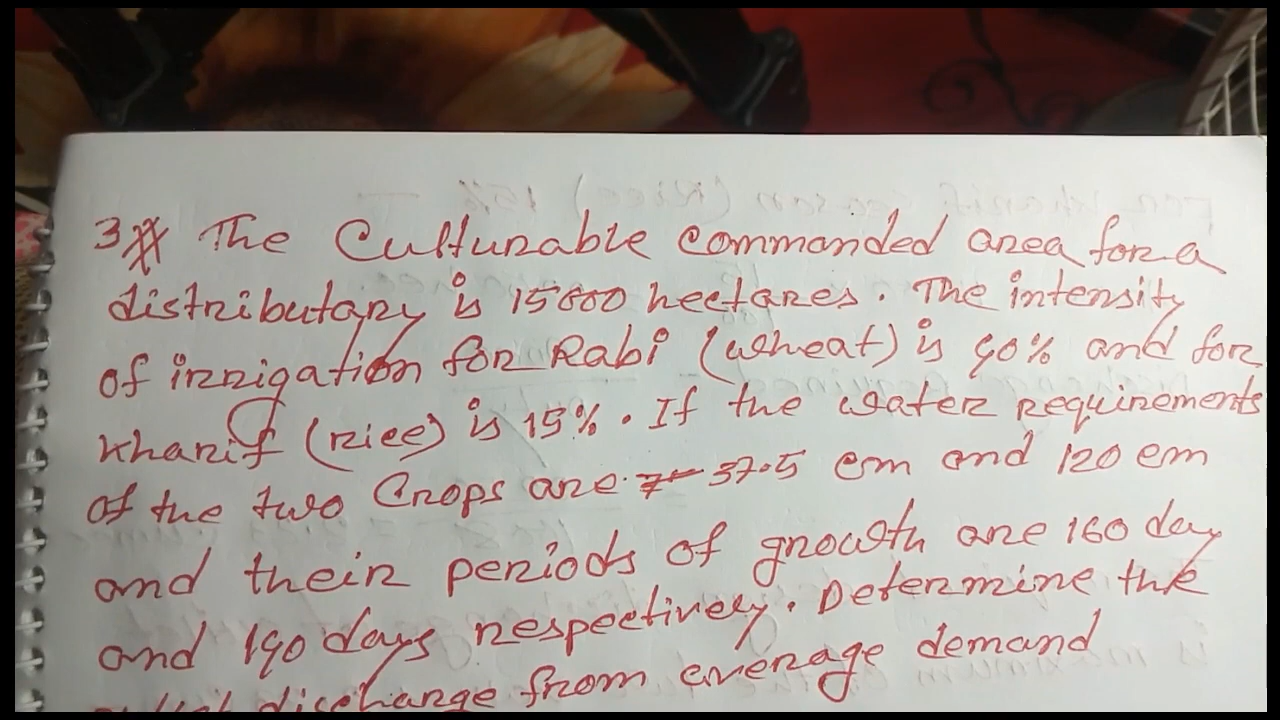 3# The Culturable commanded area for a
distributary is 15000 hectares. The intensity
of irrigation for Rabi (wheat) is 40% and for
kharif (rice) is 15%. If the water requirements
of the two Crops are 37.5 cm and 120 cm
and their periods of growth are 160 day
and 140 days respectively. Determine the
outlet discharge from average demand